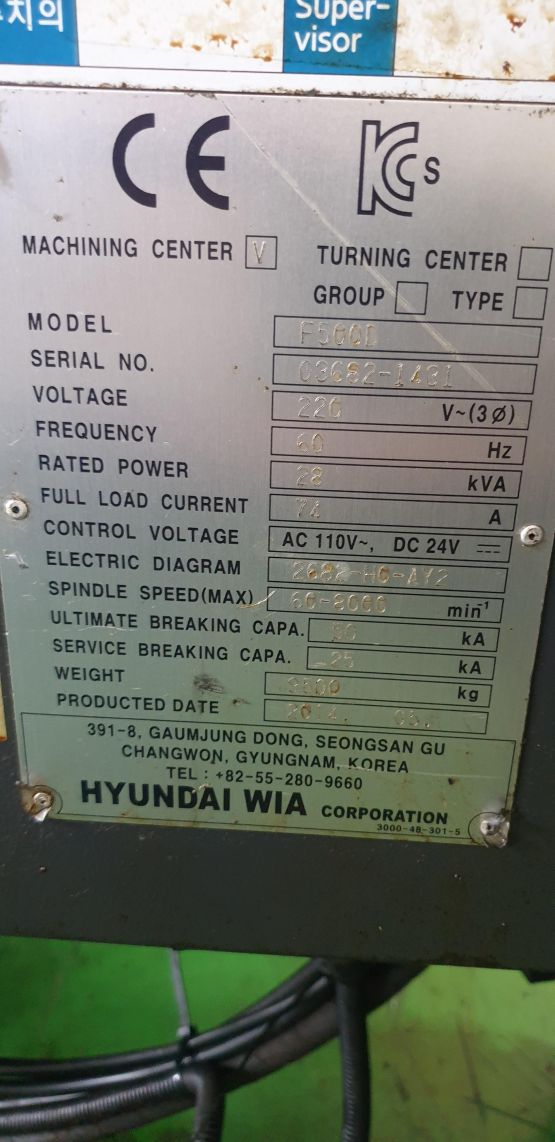 치의
Super-
visor
CE
KCs
MACHINING CENTER V TURNING CENTER
GROUP TYPE
MODEL F500D
SERIAL NO.
VOLTAGE 220 V~(3Ø)
FREQUENCY 60 Hz
RATED POWER 28 kVA
FULL LOAD CURRENT 74 A
CONTROL VOLTAGE AC 110V~, DC 24V
ELECTRIC DIAGRAM
SPINDLE SPEED(MAX) 60-8000 min⁻¹
ULTIMATE BREAKING CAPA. kA
SERVICE BREAKING CAPA. 25 kA
WEIGHT kg
PRODUCTED DATE 2014. 05.
391-8, GAUMJUNG DONG, SEONGSAN GU
CHANGWON, GYUNGNAM, KOREA
TEL : +82-55-280-9660
HYUNDAI WIA CORPORATION
3000-48-301-5